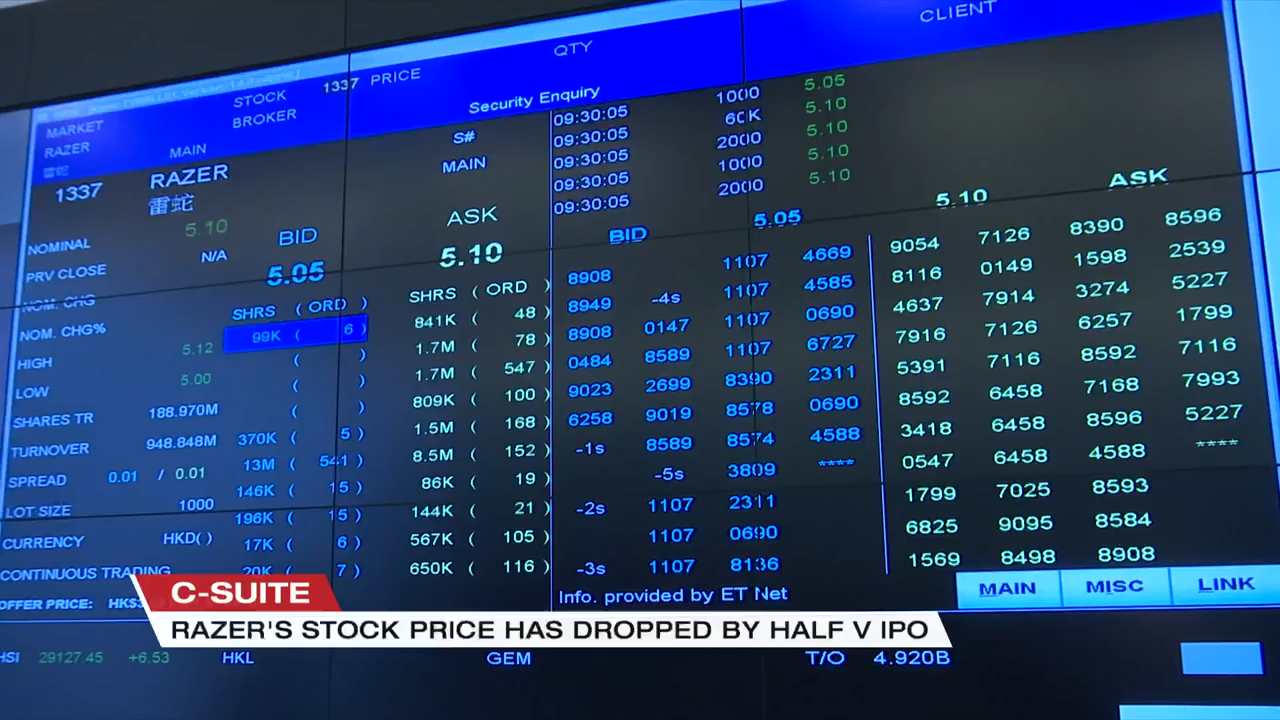 CLIENT
QTY
STOCK 1337 PRICE
BROKER
MARKET
RAZER MAIN
雷蛇
Security Enquiry
1337 RAZER S#
雷蛇 MAIN
NOMINAL 5.10
PRV CLOSE N/A
NOM. CHG
NOM. CHG%
HIGH 5.12
LOW 5.00
SHARES TR 188.970M
TURNOVER 948.848M
SPREAD 0.01 / 0.01
LOT SIZE 1000
CURRENCY HKD( )
CONTINUOUS TRADING
OFFER PRICE: HK$
BID
5.05
SHRS ( ORD )
99K ( 6 )
( )
( )
( )
370K ( 5 )
13M ( 541 )
146K ( 15 )
196K ( 15 )
17K ( 6 )
20K ( 7 )
ASK
5.10
SHRS ( ORD )
841K ( 48 )
1.7M ( 78 )
1.7M ( 547 )
809K ( 100 )
1.5M ( 168 )
8.5M ( 152 )
86K ( 19 )
144K ( 21 )
567K ( 105 )
650K ( 116 )
09:30:05 1000 5.05
09:30:05 60K 5.10
09:30:05 2000 5.10
09:30:05 1000 5.10
09:30:05 2000 5.10
BID 5.05
8908 1107 4669
8949 -4s 1107 4585
8908 0147 1107 0690
0484 8589 1107 6727
9023 2699 8390 2311
6258 9019 8578 0690
-1s 8589 8574 4588
-5s 3809 ****
-2s 1107 2311
1107 0690
-3s 1107 8136
5.10 ASK
9054 7126 8390 8596
8116 0149 1598 2539
4637 7914 3274 5227
7916 7126 6257 1799
5391 7116 8592 7116
8592 6458 7168 7993
3418 6458 8596 5227
0547 6458 4588 ****
1799 7025 8593
6825 9095 8584
1569 8498 8908
Info. provided by ET Net
MAIN MISC LINK
C-SUITE
RAZER'S STOCK PRICE HAS DROPPED BY HALF V IPO
HSI 29127.45 +6.53 HKL GEM T/O 4.920B